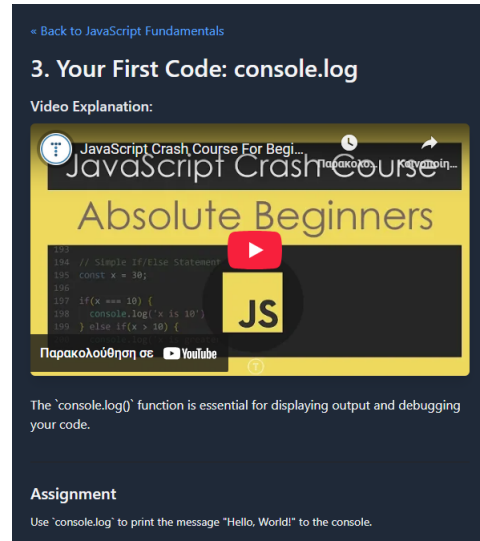 « Back to JavaScript Fundamentals
3. Your First Code: console.log
Video Explanation:
JavaScript Crash Course For Begi...
Παρακολο...
Κοινοποίη...
JavaScript Crash Course
Absolute Beginners
193
194 // Simple If/Else Statement
195 const x = 30;
196
197 if(x === 10) {
198 console.log('x is 10')
199 } else if(x > 10) {
JS
Παρακολούθηση σε YouTube
The `console.log()` function is essential for displaying output and debugging
your code.
Assignment
Use `console.log` to print the message "Hello, World!" to the console.